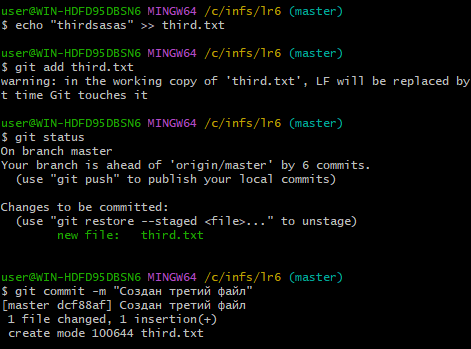 user@WIN-HDFD95DBSN6 MINGW64 /c/infs/lr6 (master)
$ echo "thirdsasas" >> third.txt
user@WIN-HDFD95DBSN6 MINGW64 /c/infs/lr6 (master)
$ git add third.txt
warning: in the working copy of 'third.txt', LF will be replaced by
t time Git touches it
user@WIN-HDFD95DBSN6 MINGW64 /c/infs/lr6 (master)
$ git status
On branch master
Your branch is ahead of 'origin/master' by 6 commits.
  (use "git push" to publish your local commits)
Changes to be committed:
  (use "git restore --staged <file>..." to unstage)
        new file:   third.txt
user@WIN-HDFD95DBSN6 MINGW64 /c/infs/lr6 (master)
$ git commit -m "Создан третий файл"
[master dcf88af] Создан третий файл
 1 file changed, 1 insertion(+)
 create mode 100644 third.txt